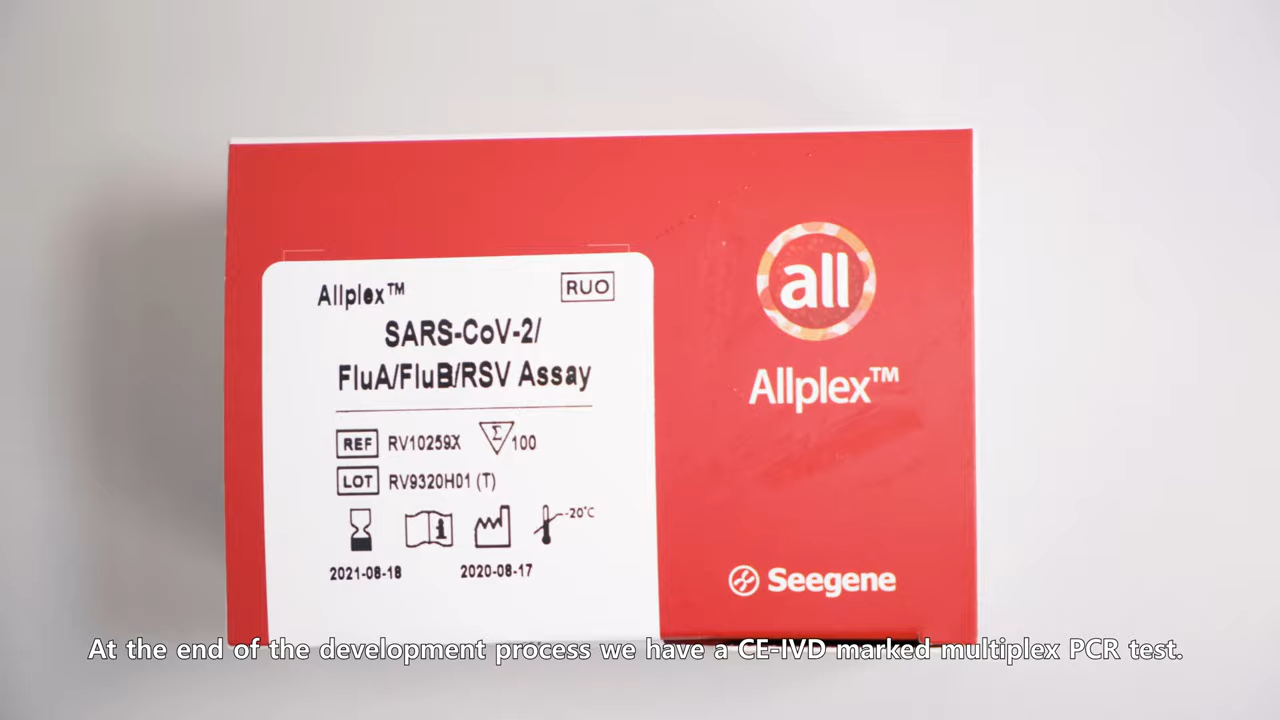 Allplex™
RUO
SARS-CoV-2/
FluA/FluB/RSV Assay
REF RV10259X Σ 100
LOT RV9320H01 (T)
-20°C
2021-08-18 2020-08-17
all
Allplex™
Seegene
At the end of the development process we have a CE-IVD marked multiplex PCR test.